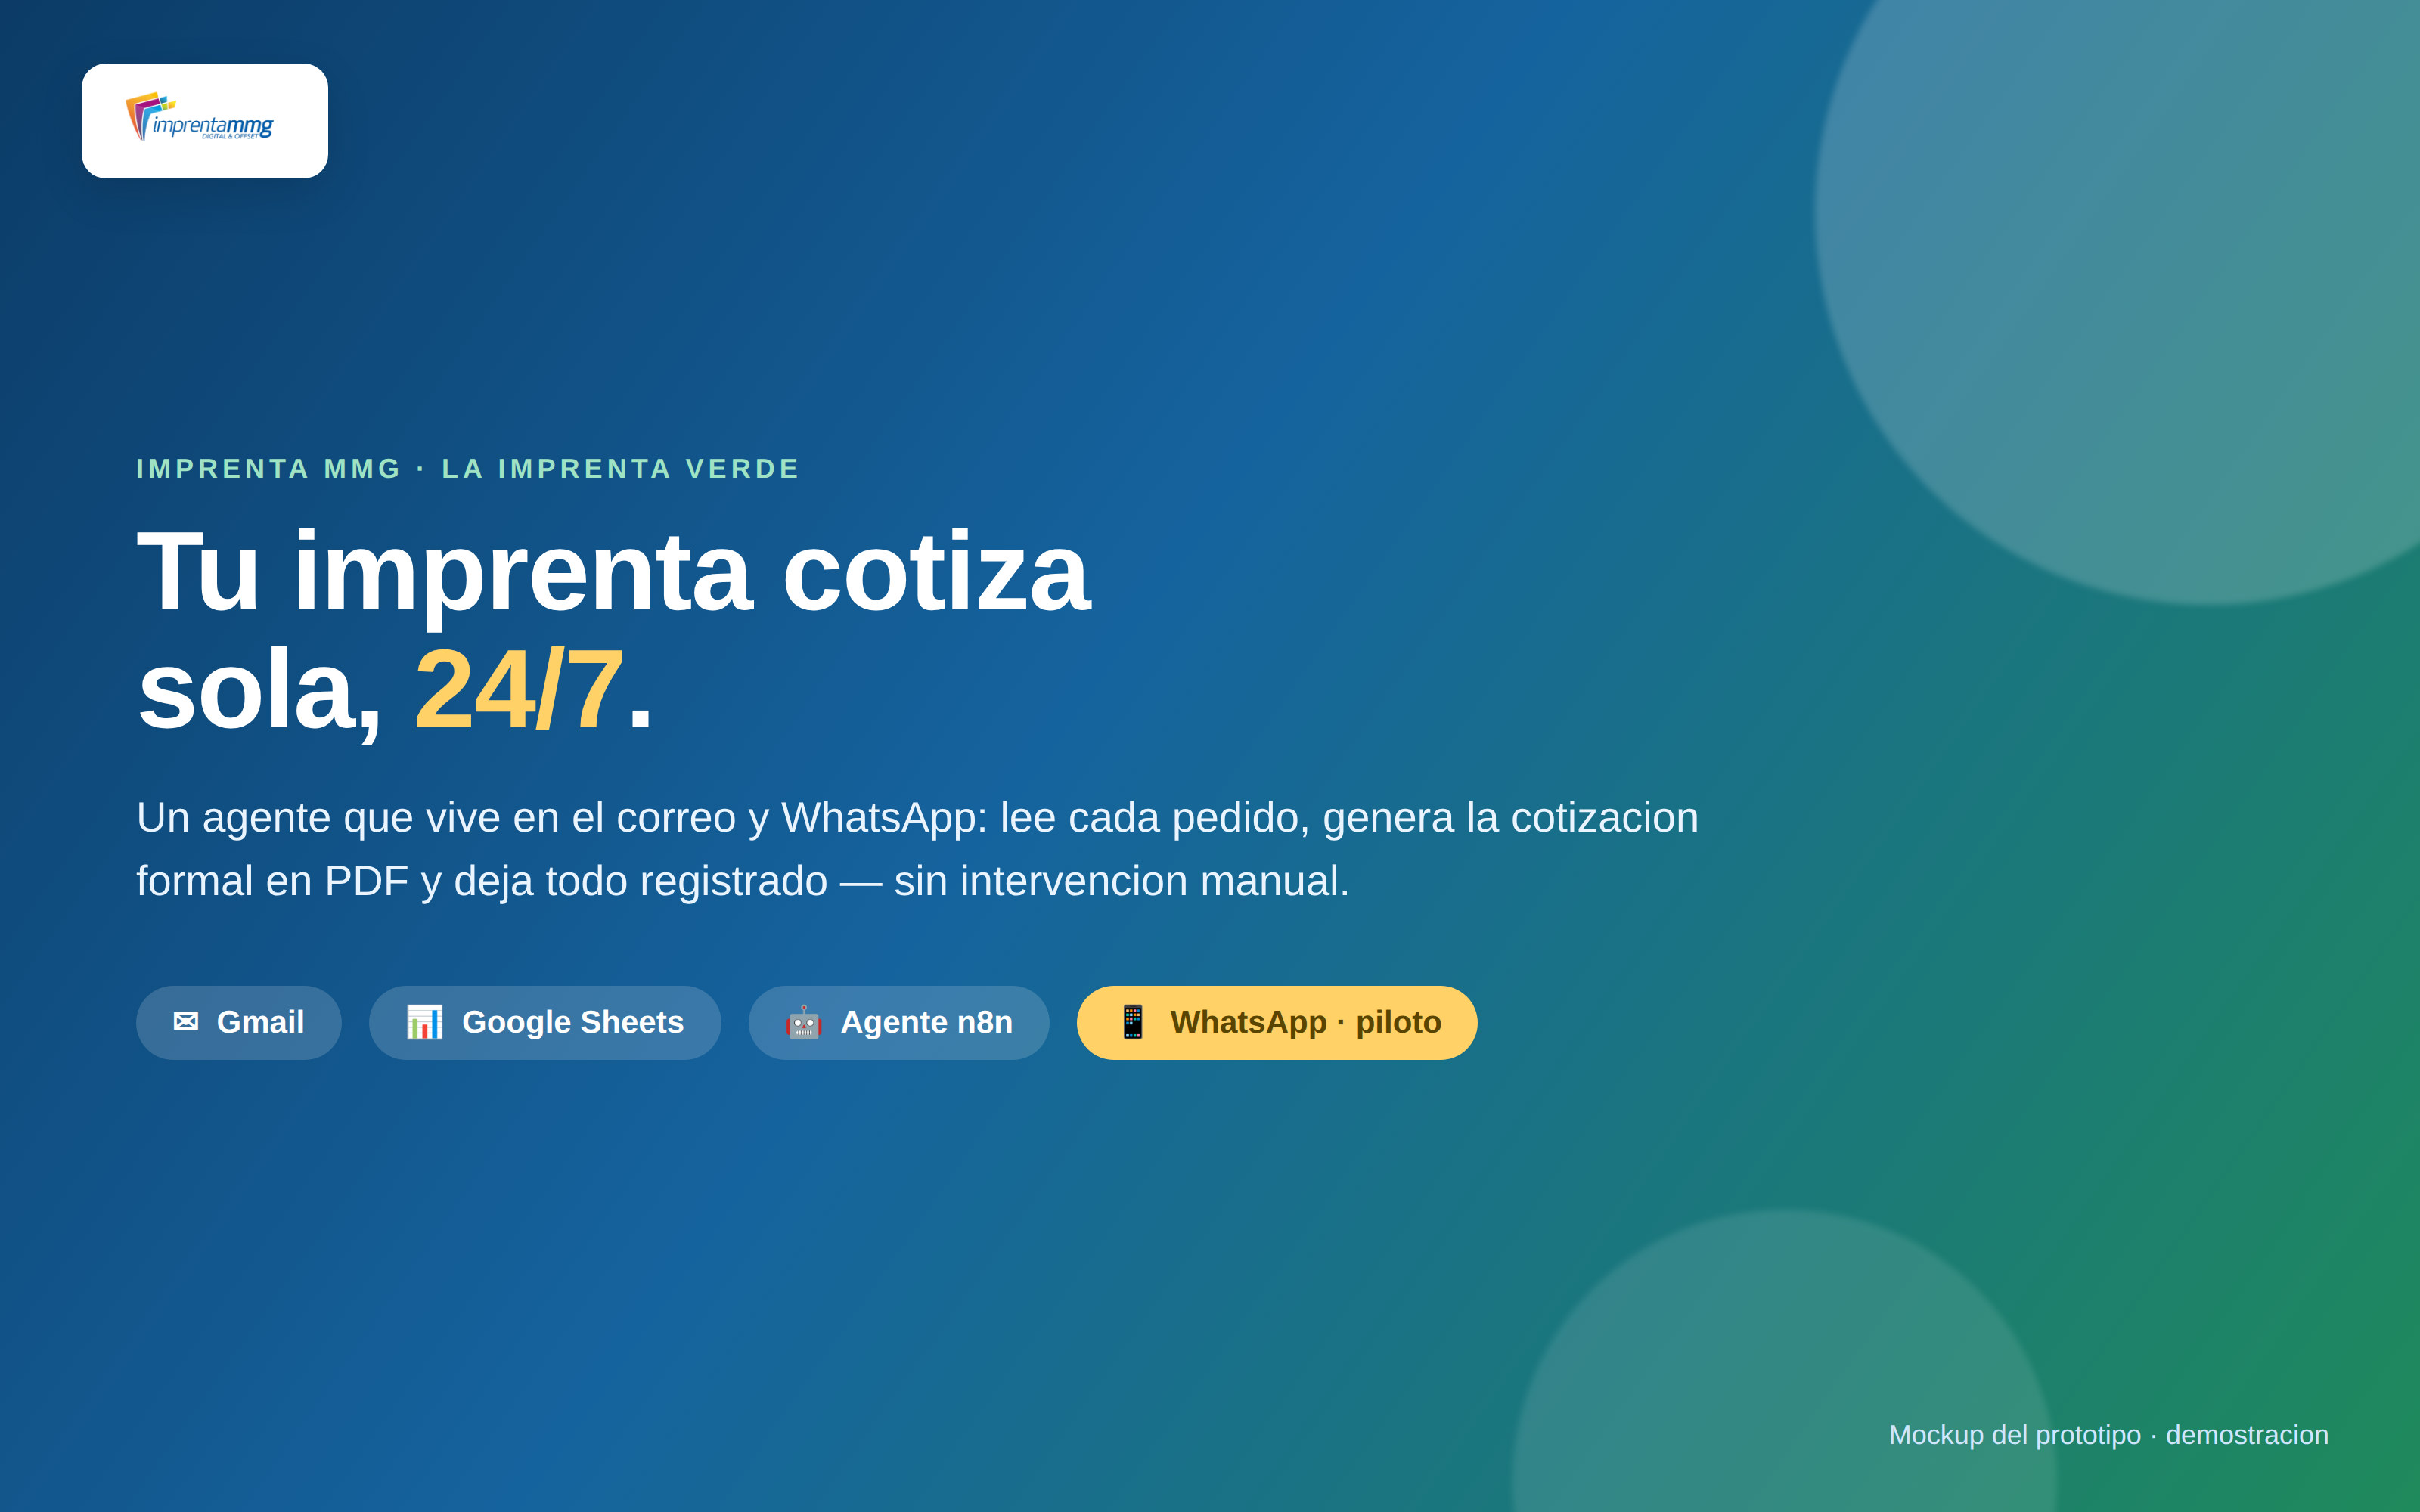 imprentammg
DIGITAL & OFFSET
IMPRENTA MMG · LA IMPRENTA VERDE
Tu imprenta cotiza
sola, 24/7.
Un agente que vive en el correo y WhatsApp: lee cada pedido, genera la cotizacion
formal en PDF y deja todo registrado — sin intervencion manual.
✉ Gmail
📊 Google Sheets
🤖 Agente n8n
📱 WhatsApp · piloto
Mockup del prototipo · demostracion